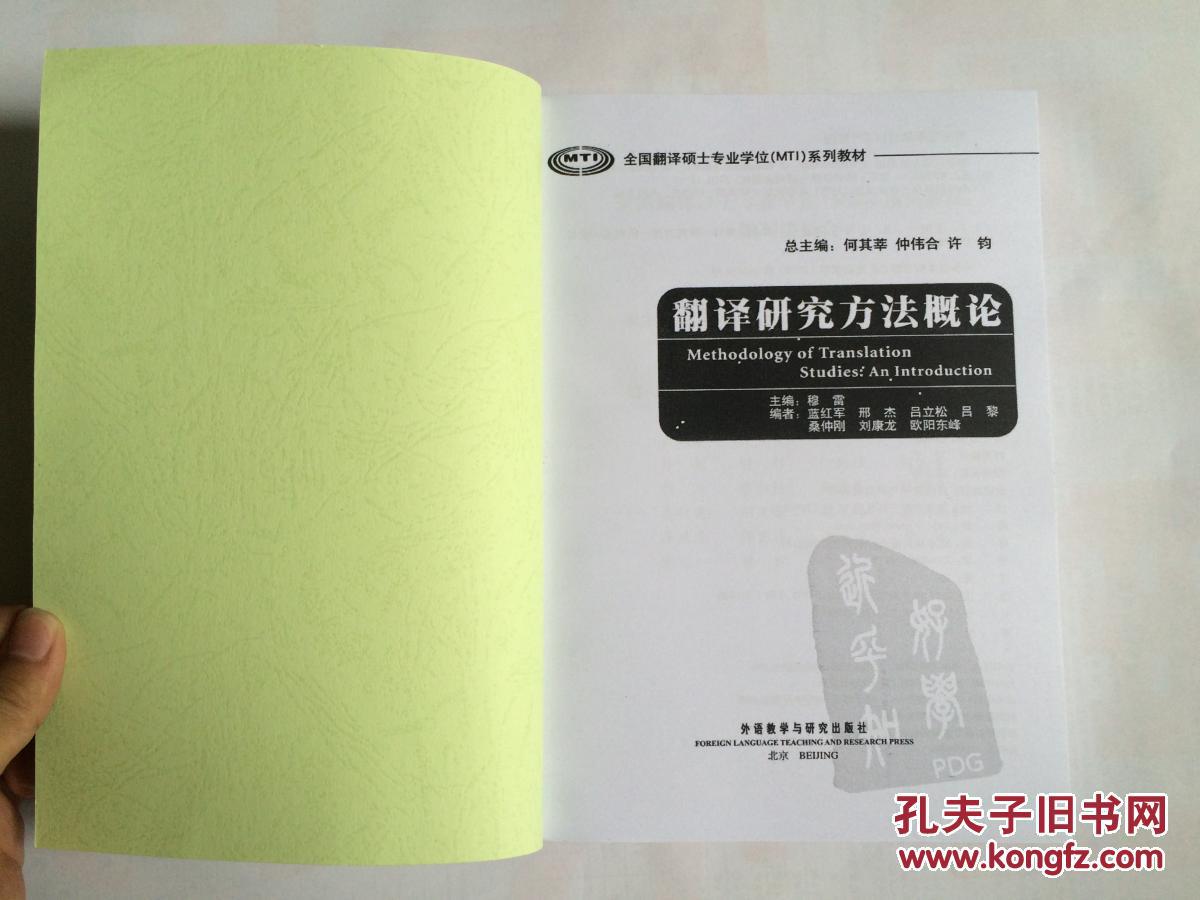 MTI
全国翻译硕士专业学位(MTI)系列教材
总主编：何其莘 仲伟合 许 钧
翻译研究方法概论
Methodology of Translation
Studies: An Introduction
主编：穆 雷
编者：蓝红军 邢 杰 吕立松 吕 黎
桑仲刚 刘康龙 欧阳东峰
好学
PDG
外语教学与研究出版社
FOREIGN LANGUAGE TEACHING AND RESEARCH PRESS
北京 BEIJING
孔夫子旧书网
www.kongfz.com